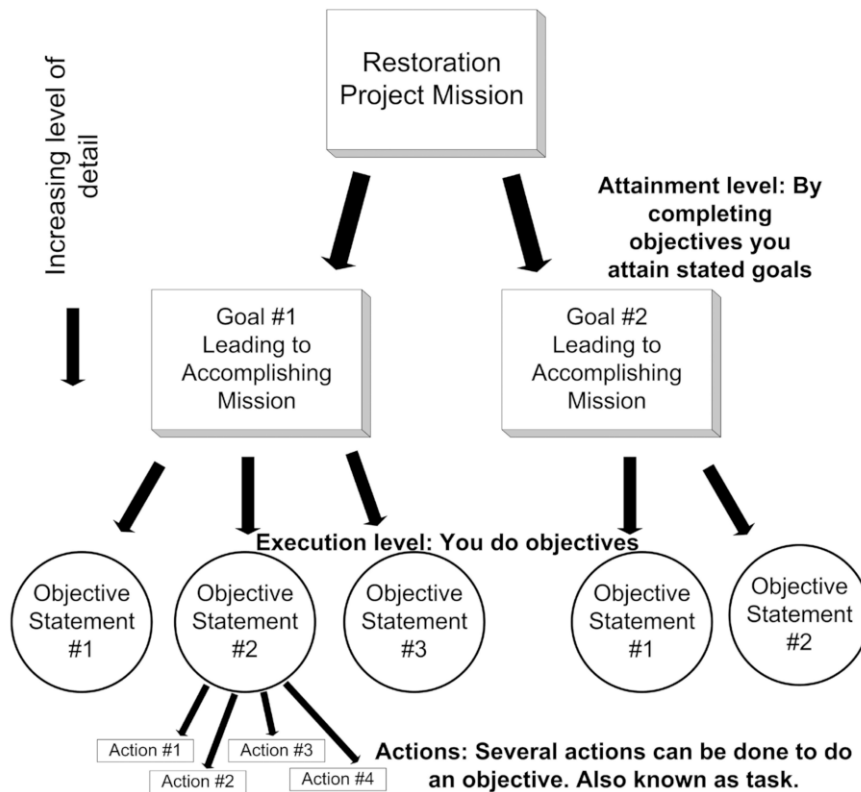 Restoration
Project Mission
Increasing level of
detail
Attainment level: By
completing
objectives you
attain stated goals
Goal #1
Leading to
Accomplishing
Mission
Goal #2
Leading to
Accomplishing
Mission
Execution level: You do objectives
Objective
Statement
#1
Objective
Statement
#2
Objective
Statement
#3
Objective
Statement
#1
Objective
Statement
#2
Action #1
Action #2
Action #3
Action #4
Actions: Several actions can be done to do
an objective. Also known as task.